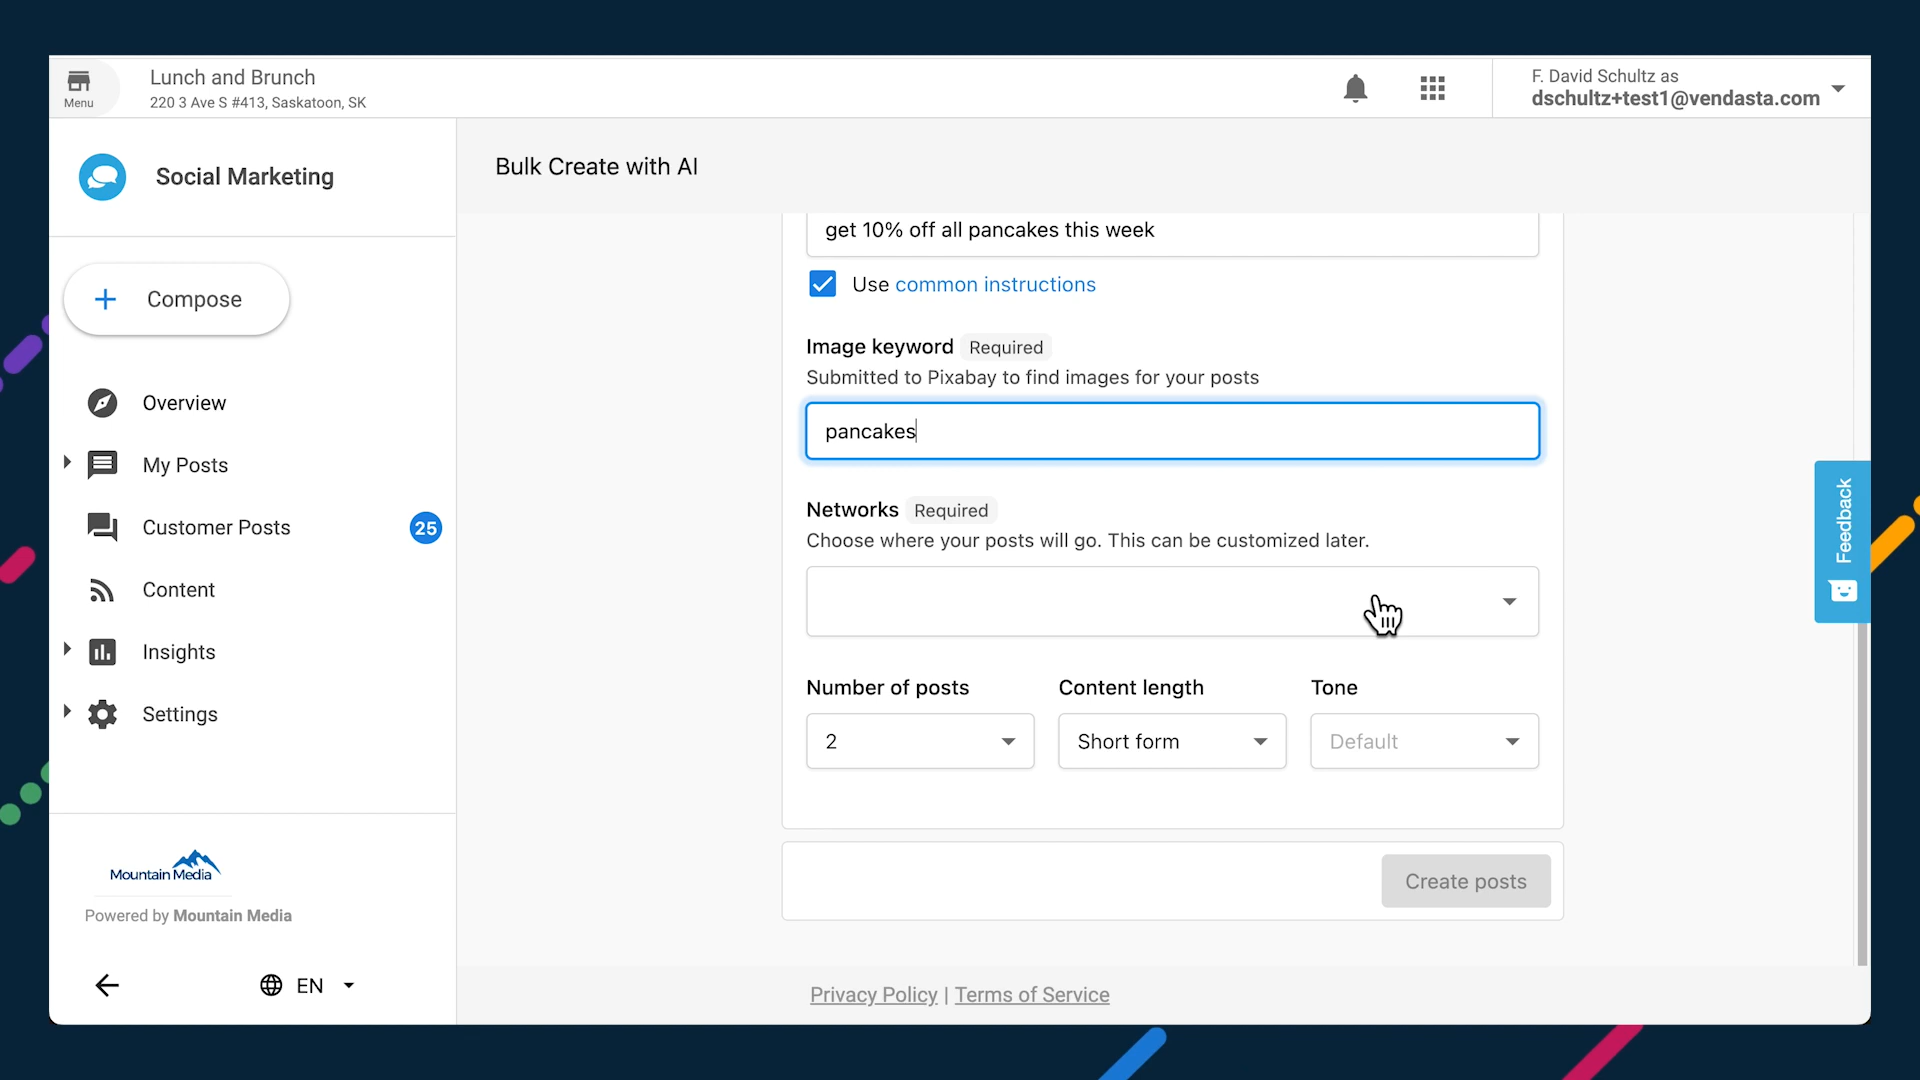 Menu
Lunch and Brunch
220 3 Ave S #413, Saskatoon, SK
F. David Schultz as
dschultz+test1@vendasta.com
Social Marketing
Bulk Create with AI
Compose
get 10% off all pancakes this week
Use common instructions
Image keyword Required
Submitted to Pixabay to find images for your posts
pancakes
Overview
My Posts
Customer Posts 25
Content
Insights
Settings
Networks Required
Choose where your posts will go. This can be customized later.
Feedback
Number of posts Content length Tone
2 Short form Default
Create posts
Mountain Media
Powered by Mountain Media
EN
Privacy Policy | Terms of Service